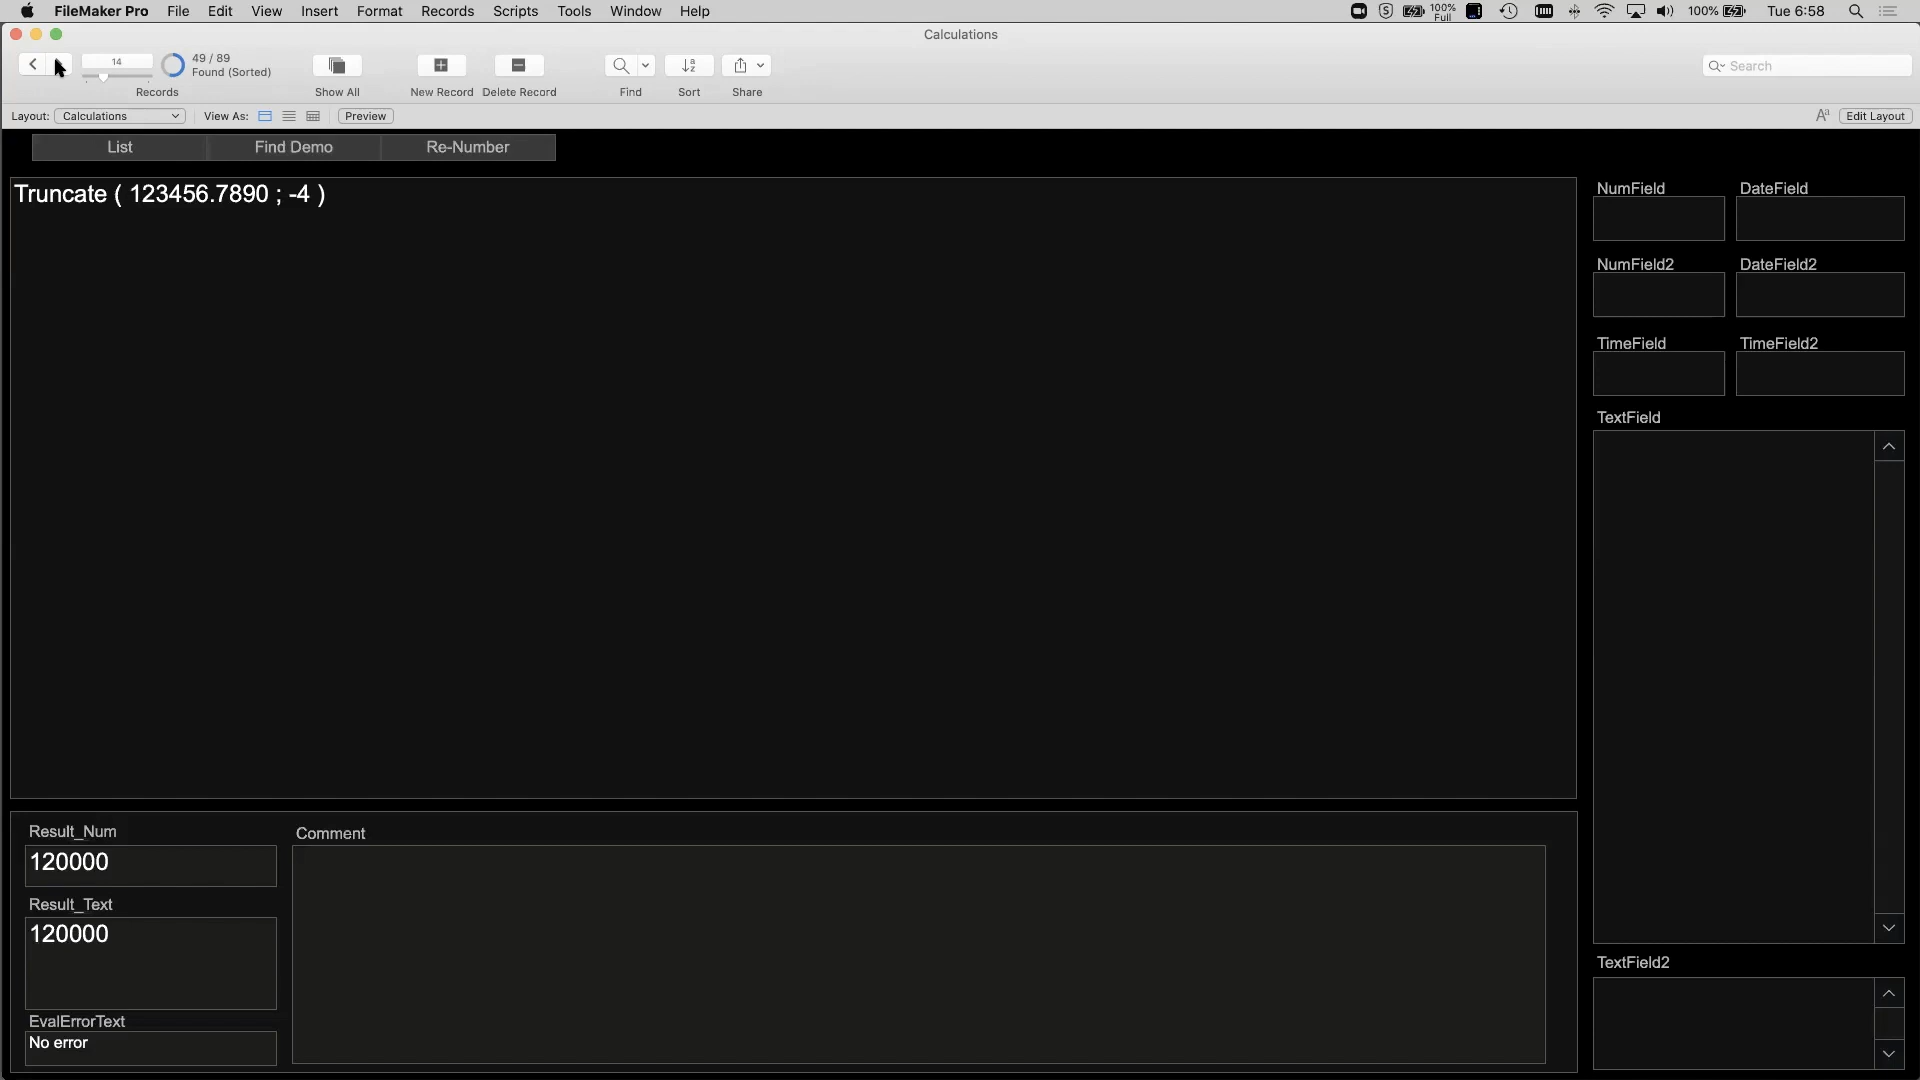 FileMaker Pro File Edit View Insert Format Records Scripts Tools Window Help 100% Full 100% Tue 6:58
Calculations
14
49 / 89
Found (Sorted)
Search
Records Show All New Record Delete Record Find Sort Share
Layout: Calculations View As: Preview Aa Edit Layout
List Find Demo Re-Number
Truncate ( 123456.7890 ; -4 )
NumField DateField
NumField2 DateField2
TimeField TimeField2
TextField
TextField2
Result_Num
120000
Result_Text
120000
EvalErrorText
No error
Comment